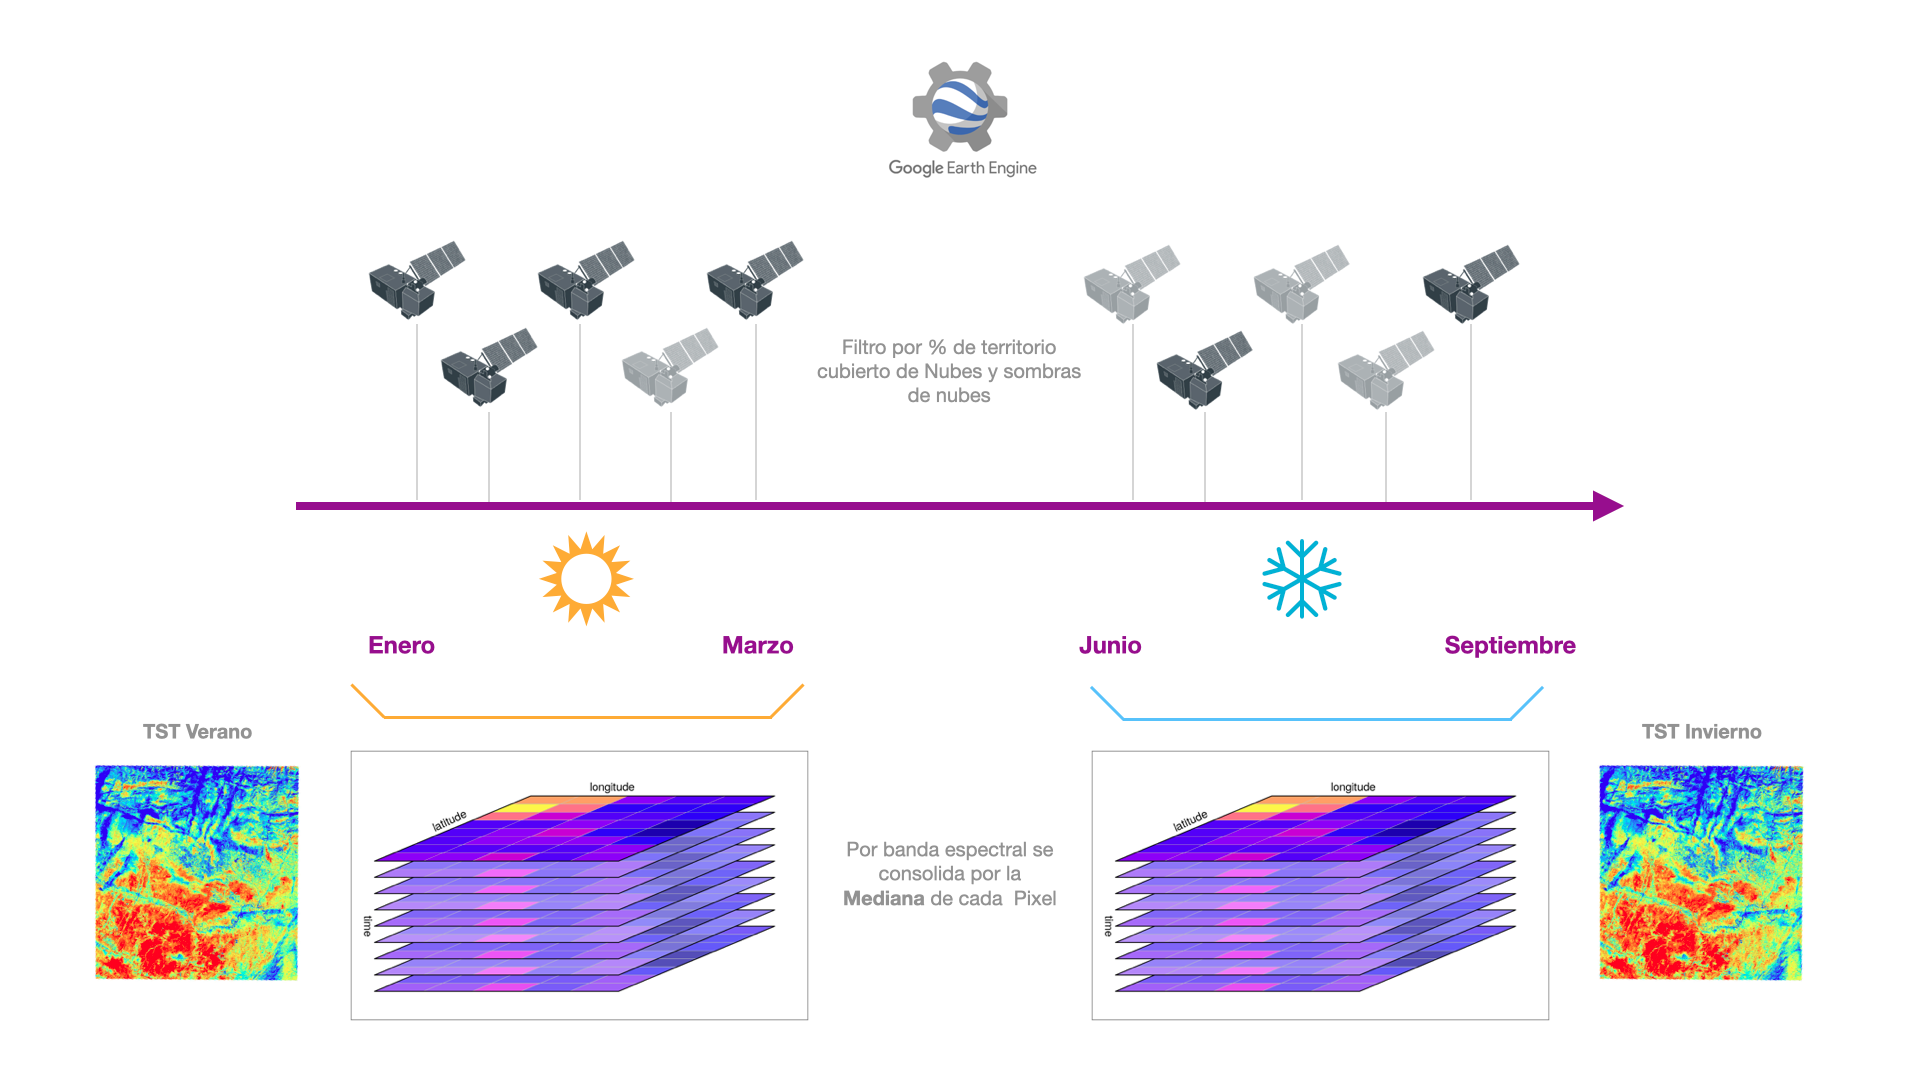 Google Earth Engine
Filtro por % de territorio
cubierto de Nubes y sombras
de nubes
Enero
Marzo
Junio
Septiembre
TST Verano
TST Invierno
longitude
latitude
time
Por banda espectral se
consolida por la
Mediana de cada Pixel
longitude
latitude
time